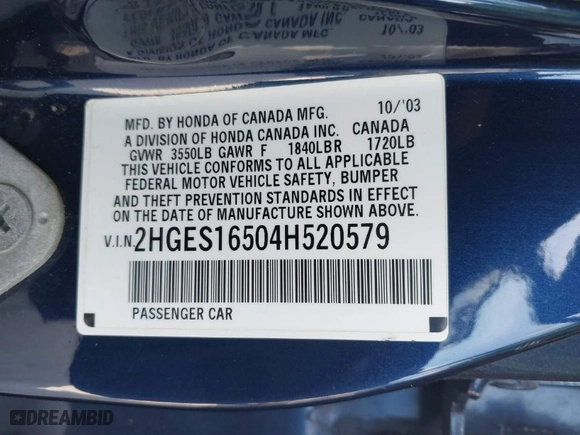 MFD. BY HONDA OF CANADA MFG. 10/'03
A DIVISION OF HONDA CANADA INC. CANADA
GVWR 3550LB GAWR F 1840LBR 1720LB
THIS VEHICLE CONFORMS TO ALL APPLICABLE
FEDERAL MOTOR VEHICLE SAFETY, BUMPER
AND THEFT PREVENTION STANDARDS IN EFFECT
ON THE DATE OF MANUFACTURE SHOWN ABOVE.
V.I.N. 2HGES16504H520579
PASSENGER CAR
DREAMBID